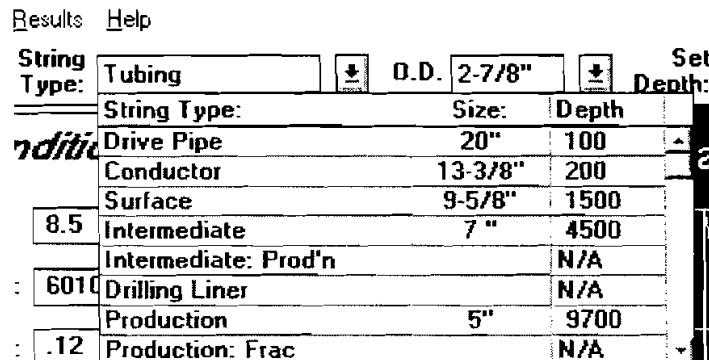 Results Help
String Type: Tubing O.D. 2-7/8" Set Depth:
String Type: Size: Depth
Drive Pipe 20" 100
Conductor 13-3/8" 200
Surface 9-5/8" 1500
8.5 Intermediate 7 " 4500
Intermediate: Prod'n N/A
: 6010 Drilling Liner N/A
Production 5" 9700
: .12 Production: Frac N/A